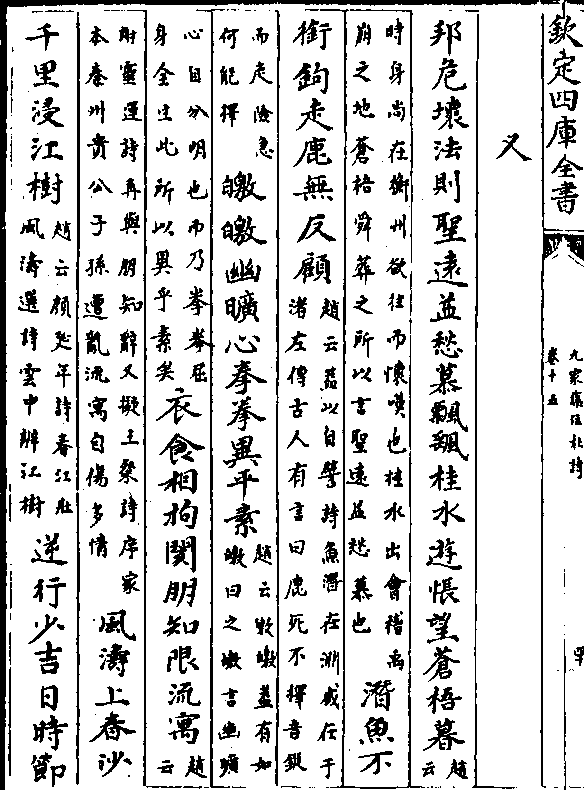 欽定四庫全書
九家集注杜詩
卷十五
又
邦危壞法則聖遠益愁慕飄颻桂水遊悵望蒼梧暮趙云
時身尚在衡州欲往而懷嘆也桂水出會稽禹
崩之地蒼梧舜葬之所以言聖遠益愁慕也
潛魚不
銜鉤走鹿無反顧
趙云蓋以自譬詩魚潛在淵或在于
渚左傳古人有言曰鹿死不擇音鋌
而走險急
何能擇
皦皦幽曠心拳拳異平素
趙云皦皦蓋有如
皦日之皦言幽曠
心自分明也而乃拳拳屈
身全生此所以異乎素矣
衣食相拘閡朋知限流寓趙云
謝靈運詩再與朋知辭又擬王粲詩序家
本秦州貴公子孫遭亂流寓自傷多情
風濤上春沙
千里浸江樹
趙云顔延年詩春江壯
風濤選詩雲中辨江樹
逆行少吉日時節